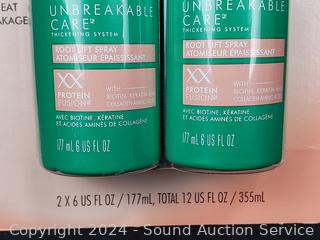 EAT
AKAGE
UNBREAKABLE
CARE
THICKENING SYSTEM
ROOT LIFT SPRAY
ATOMISEUR ÉPAISSISSANT
XX
PROTEIN
FUSION
WITH
BIOTIN, KERATIN
COLLAGEN AMINO
AVEC BIOTINE, KÉRATINE
ET ACIDES AMINÉS DE COLLAGÈNE
177 mL 6 US FL OZ
UNBREAKABLE
CARE
THICKENING SYSTEM
ROOT LIFT SPRAY
ATOMISEUR ÉPAISSISSANT
XX
PROTEIN
FUSION
WITH
BIOTIN, KERATIN
COLLAGEN AMINO
AVEC BIOTINE, KÉRATINE
ET ACIDES AMINÉS DE COLLAGÈNE
177 mL 6 US FL OZ
2 X 6 US FL OZ / 177mL, TOTAL 12 US FL OZ / 355mL
Copyright 2024 - Sound Auction Service